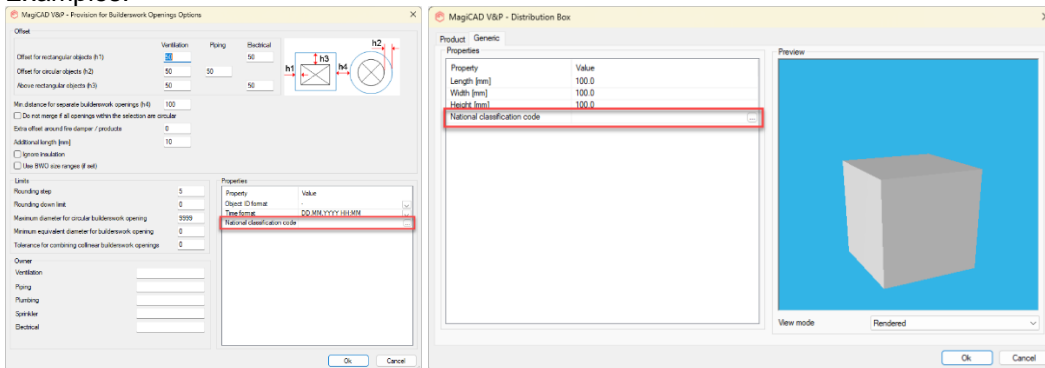 Examples:
MagiCAD V&P - Provision for Builderswork Openings Options
Offset
Ventilation Piping Electrical
Offset for rectangular objects (h1) 50 50
Offset for circular objects (h2) 50 50
Above rectangular objects (h3) 50 50
h1 h3 h4 h2
Min.distance for separate builderswork openings (h4) 100
Do not merge if all openings within the selection are circular
Extra offset around fire damper / products 0
Additional length [mm] 10
Ignore insulation
Use BWO size ranges (if set)
Limits
Rounding step 5
Rounding down limit 0
Maximum diameter for circular builderswork opening 9999
Minimum equivalent diameter for builderswork opening 0
Tolerance for combining collinear builderswork openings 0
Properties
Property Value
Object ID format -
Time format DD.MM.YYYY HH:MM
National classification code ...
Owner
Ventilation
Piping
Plumbing
Sprinkler
Electrical
Ok Cancel
MagiCAD V&P - Distribution Box
Product Generic
Properties
Property Value
Length [mm] 100.0
Width [mm] 100.0
Height [mm] 100.0
National classification code ...
Preview
View mode Rendered
Ok Cancel